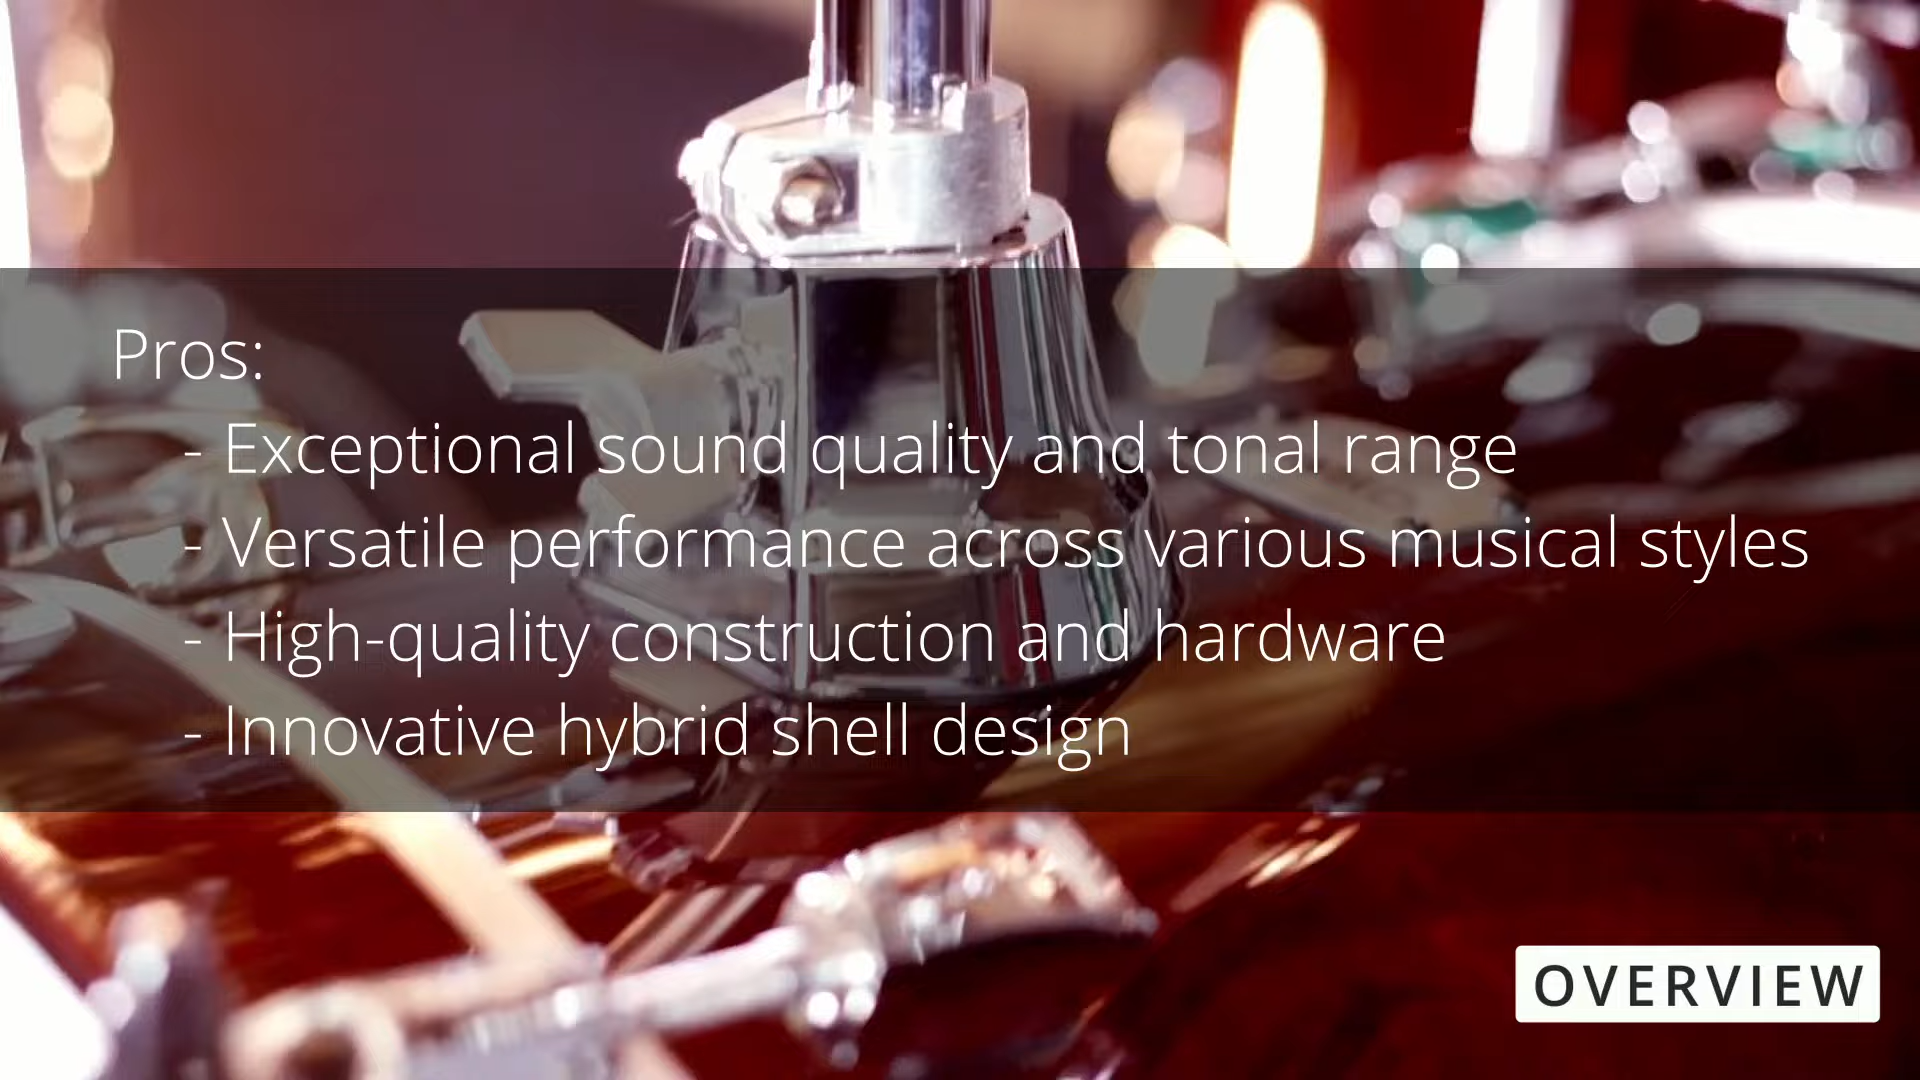 Pros:
- Exceptional sound quality and tonal range
- Versatile performance across various musical styles
- High-quality construction and hardware
- Innovative hybrid shell design
OVERVIEW